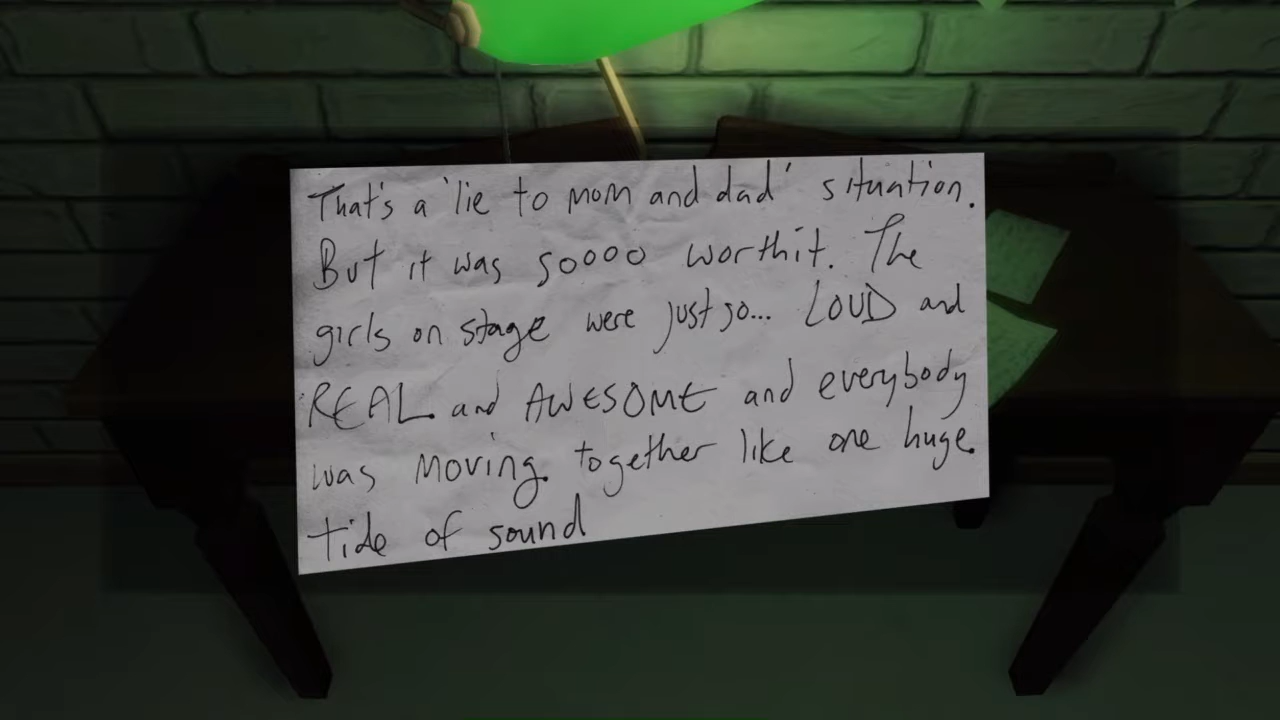 That's a 'lie to mom and dad' situation.
But it was soooo worthit. The
girls on stage were just so... LOUD and
REAL and AWESOME and everybody
was moving together like one huge
tide of sound